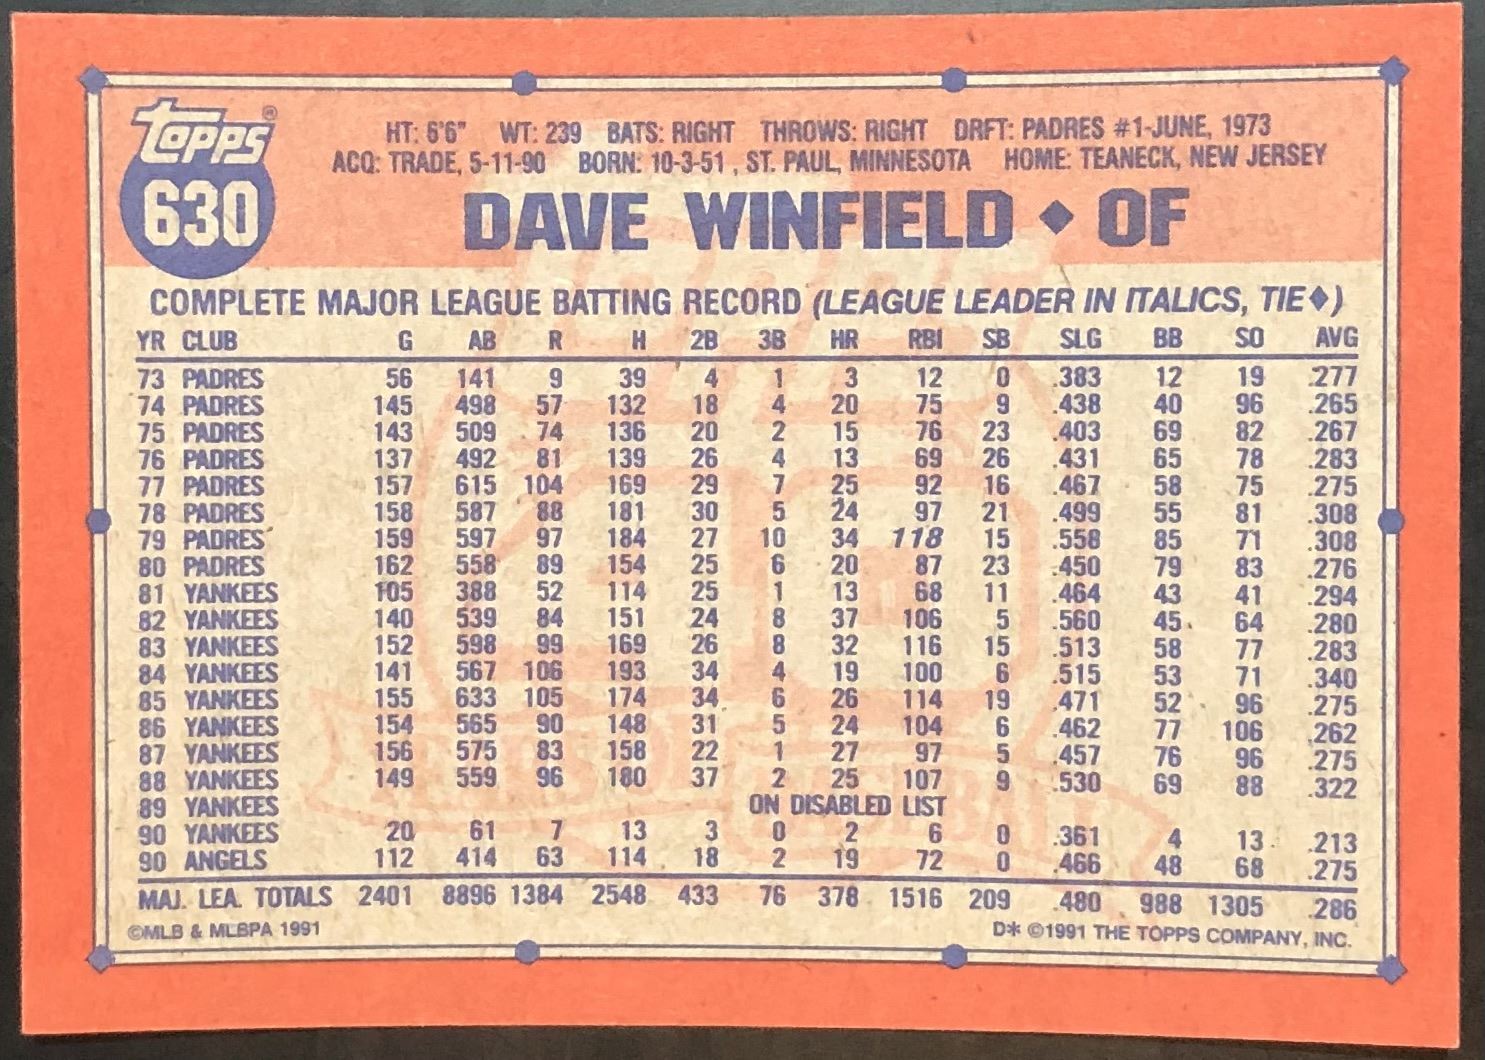 Topps®
630
HT: 6'6" WT: 239 BATS: RIGHT THROWS: RIGHT DRFT: PADRES #1-JUNE, 1973
ACQ: TRADE, 5-11-90 BORN: 10-3-51, ST. PAUL, MINNESOTA HOME: TEANECK, NEW JERSEY
DAVE WINFIELD ♦ OF
COMPLETE MAJOR LEAGUE BATTING RECORD (LEAGUE LEADER IN ITALICS, TIE♦)
YR CLUB G AB R H 2B 3B HR RBI SB SLG BB SO AVG
73 PADRES 56 141 9 39 4 1 3 12 0 .383 12 19 .277
74 PADRES 145 498 57 132 18 4 20 75 9 .438 40 96 .265
75 PADRES 143 509 74 136 20 2 15 76 23 .403 69 82 .267
76 PADRES 137 492 81 139 26 4 13 69 26 .431 65 78 .283
77 PADRES 157 615 104 169 29 7 25 92 16 .467 58 75 .275
78 PADRES 158 587 88 181 30 5 24 97 21 .499 55 81 .308
79 PADRES 159 597 97 184 27 10 34 118 15 .558 85 71 .308
80 PADRES 162 558 89 154 25 6 20 87 23 .450 79 83 .276
81 YANKEES 105 388 52 114 25 1 13 68 11 .464 43 41 .294
82 YANKEES 140 539 84 151 24 8 37 106 5 .560 45 64 .280
83 YANKEES 152 598 99 169 26 8 32 116 15 .513 58 77 .283
84 YANKEES 141 567 106 193 34 4 19 100 6 .515 53 71 .340
85 YANKEES 155 633 105 174 34 6 26 114 19 .471 52 96 .275
86 YANKEES 154 565 90 148 31 5 24 104 6 .462 77 106 .262
87 YANKEES 156 575 83 158 22 1 27 97 5 .457 76 96 .275
88 YANKEES 149 559 96 180 37 2 25 107 9 .530 69 88 .322
89 YANKEES ON DISABLED LIST
90 YANKEES 20 61 7 13 3 0 2 6 0 .361 4 13 .213
90 ANGELS 112 414 63 114 18 2 19 72 0 .466 48 68 .275
MAJ. LEA. TOTALS 2401 8896 1384 2548 433 76 378 1516 209 .480 988 1305 .286
©MLB & MLBPA 1991 D* ©1991 THE TOPPS COMPANY, INC.